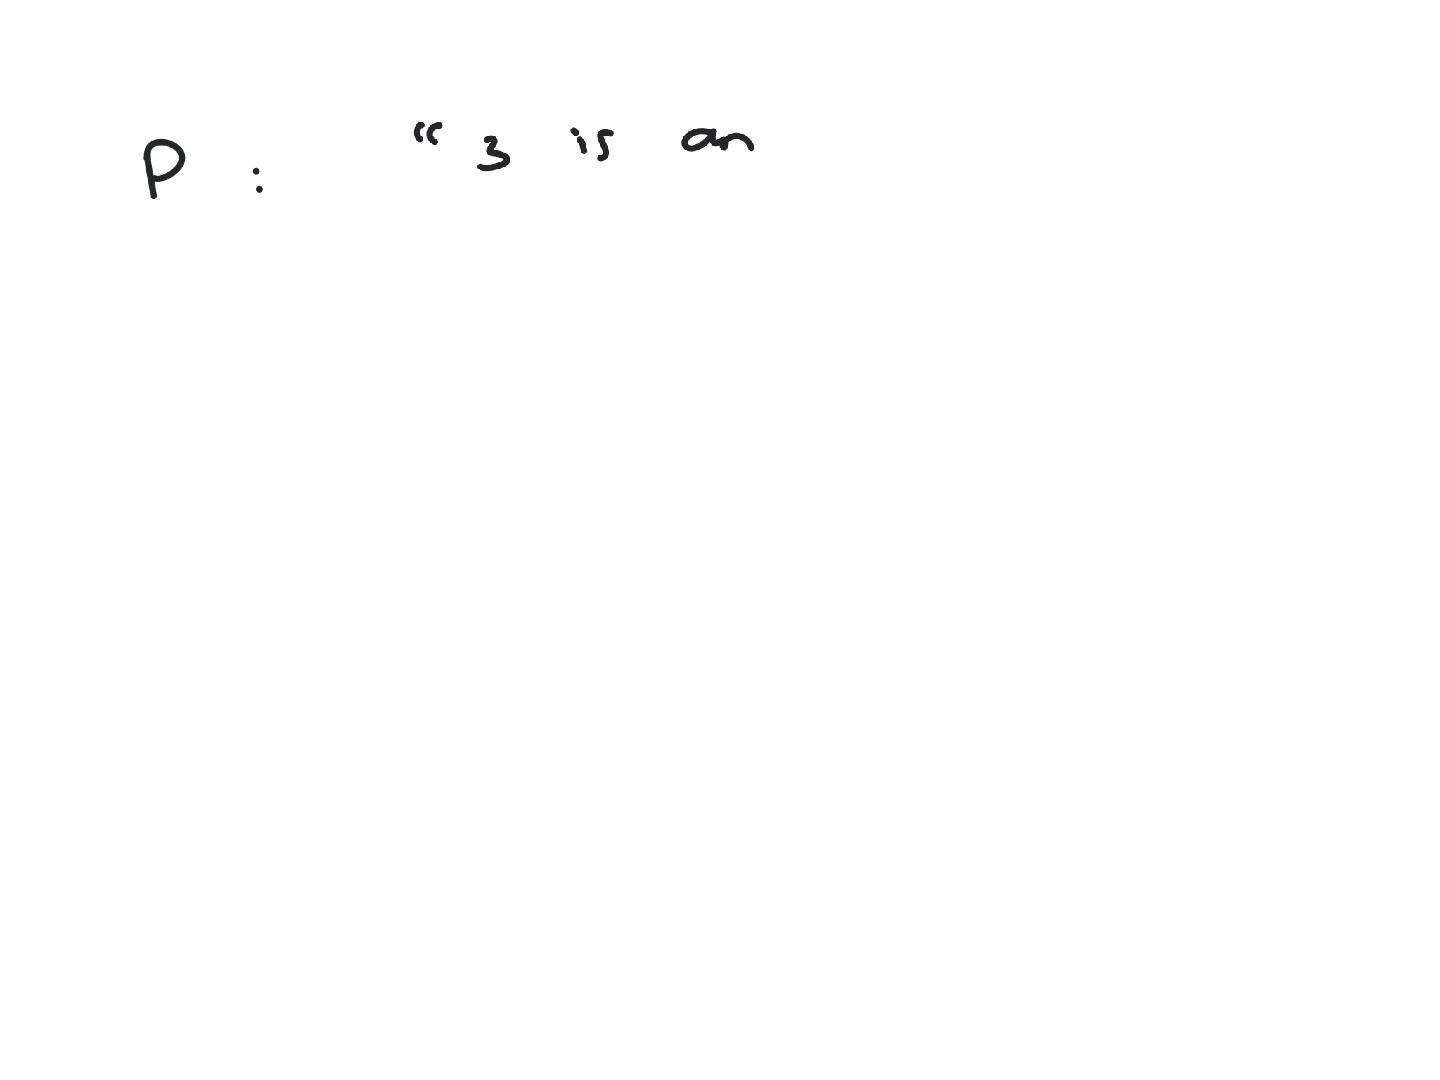 P : “ 3 is an